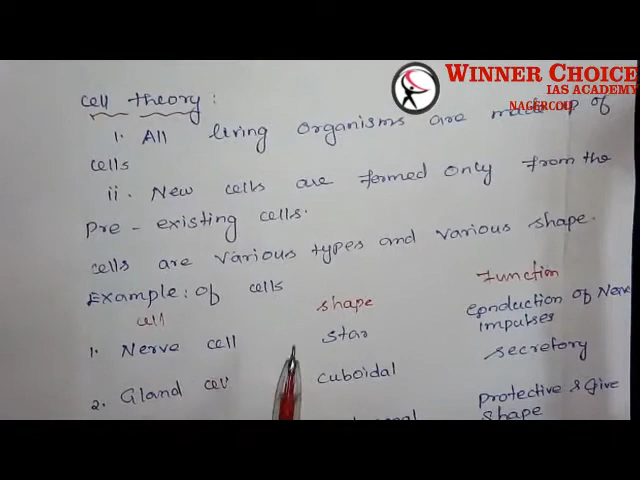 WINNER CHOICE
IAS ACADEMY
NAGERCOIL
Cell theory:
i. All living organisms are made up of
cells
ii. New cells are formed only from the
Pre-existing cells.
cells are various types and various shape.
Example: of cells
cell shape Function
1. Nerve cell star conduction of Nerve
impulses
2. Gland cell cuboidal secretory
protective & give
shape